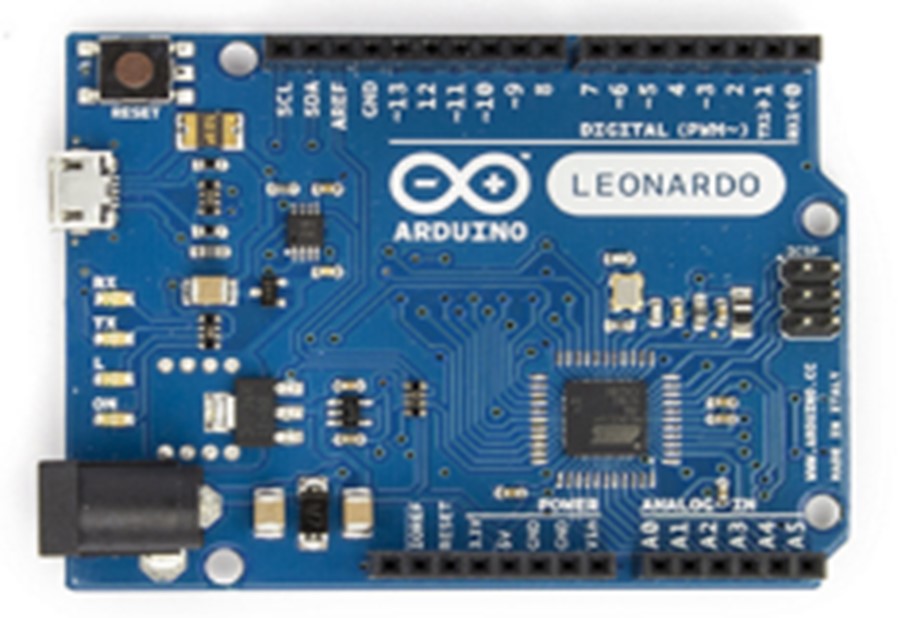 RESET
SCL SDA AREF GND ~13 12 ~11 ~10 ~9 8 7 ~6 ~5 4 ~3 2 TX→1 RX←0
DIGITAL (PWM~)
LEONARDO
ARDUINO
ICSP
RX
TX
L
ON
WWW.ARDUINO.CC
MADE IN ITALY
POWER ANALOG IN
IOREF RESET 3.3V 5V GND GND VIN A0 A1 A2 A3 A4 A5